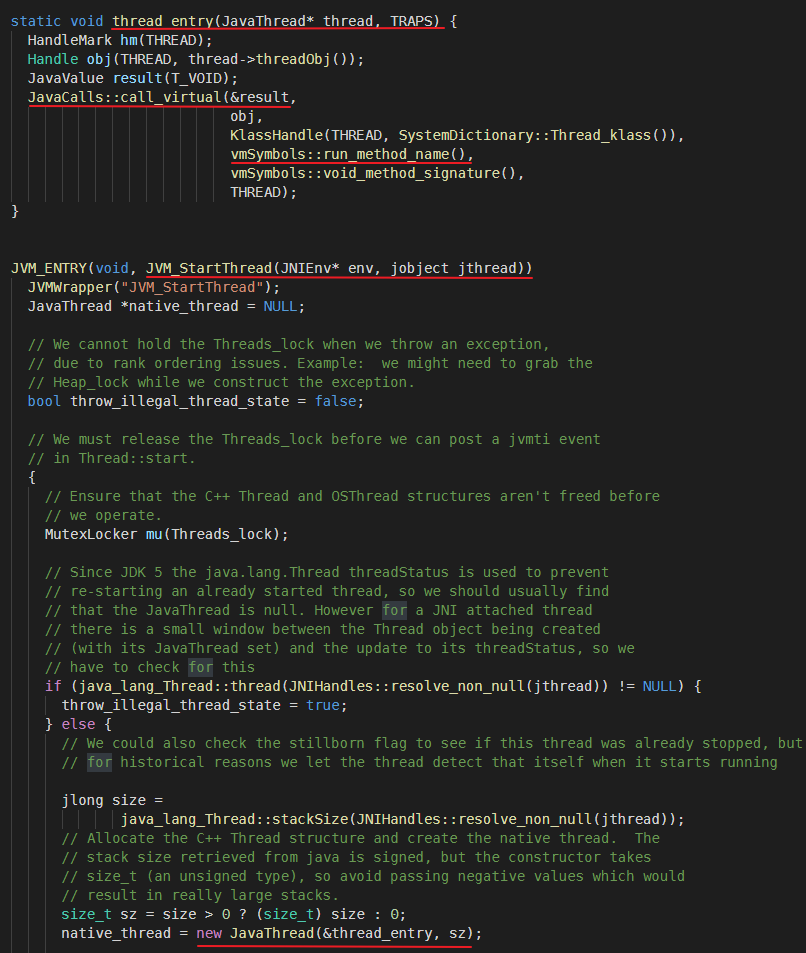 static void thread_entry(JavaThread* thread, TRAPS) {
  HandleMark hm(THREAD);
  Handle obj(THREAD, thread->threadObj());
  JavaValue result(T_VOID);
  JavaCalls::call_virtual(&result,
                          obj,
                          KlassHandle(THREAD, SystemDictionary::Thread_klass()),
                          vmSymbols::run_method_name(),
                          vmSymbols::void_method_signature(),
                          THREAD);
}
JVM_ENTRY(void, JVM_StartThread(JNIEnv* env, jobject jthread))
  JVMWrapper("JVM_StartThread");
  JavaThread *native_thread = NULL;
  // We cannot hold the Threads_lock when we throw an exception,
  // due to rank ordering issues. Example:  we might need to grab the
  // Heap_lock while we construct the exception.
  bool throw_illegal_thread_state = false;
  // We must release the Threads_lock before we can post a jvmti event
  // in Thread::start.
  {
    // Ensure that the C++ Thread and OSThread structures aren't freed before
    // we operate.
    MutexLocker mu(Threads_lock);
    // Since JDK 5 the java.lang.Thread threadStatus is used to prevent
    // re-starting an already started thread, so we should usually find
    // that the JavaThread is null. However for a JNI attached thread
    // there is a small window between the Thread object being created
    // (with its JavaThread set) and the update to its threadStatus, so we
    // have to check for this
    if (java_lang_Thread::thread(JNIHandles::resolve_non_null(jthread)) != NULL) {
      throw_illegal_thread_state = true;
    } else {
      // We could also check the stillborn flag to see if this thread was already stopped, but
      // for historical reasons we let the thread detect that itself when it starts running
      jlong size =
             java_lang_Thread::stackSize(JNIHandles::resolve_non_null(jthread));
      // Allocate the C++ Thread structure and create the native thread.  The
      // stack size retrieved from java is signed, but the constructor takes
      // size_t (an unsigned type), so avoid passing negative values which would
      // result in really large stacks.
      size_t sz = size > 0 ? (size_t) size : 0;
      native_thread = new JavaThread(&thread_entry, sz);